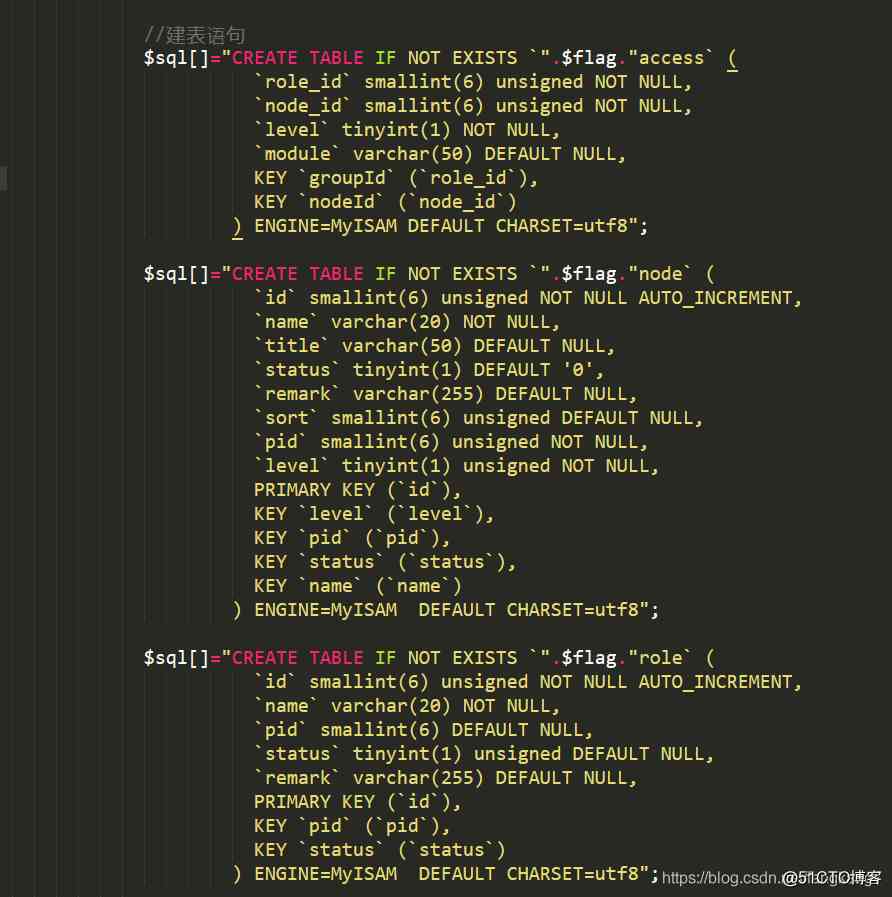 //建表语句
$sql[]="CREATE TABLE IF NOT EXISTS `".$flag."access` (
`role_id` smallint(6) unsigned NOT NULL,
`node_id` smallint(6) unsigned NOT NULL,
`level` tinyint(1) NOT NULL,
`module` varchar(50) DEFAULT NULL,
KEY `groupId` (`role_id`),
KEY `nodeId` (`node_id`)
) ENGINE=MyISAM DEFAULT CHARSET=utf8";
$sql[]="CREATE TABLE IF NOT EXISTS `".$flag."node` (
`id` smallint(6) unsigned NOT NULL AUTO_INCREMENT,
`name` varchar(20) NOT NULL,
`title` varchar(50) DEFAULT NULL,
`status` tinyint(1) DEFAULT '0',
`remark` varchar(255) DEFAULT NULL,
`sort` smallint(6) unsigned DEFAULT NULL,
`pid` smallint(6) unsigned NOT NULL,
`level` tinyint(1) unsigned NOT NULL,
PRIMARY KEY (`id`),
KEY `level` (`level`),
KEY `pid` (`pid`),
KEY `status` (`status`),
KEY `name` (`name`)
) ENGINE=MyISAM  DEFAULT CHARSET=utf8";
$sql[]="CREATE TABLE IF NOT EXISTS `".$flag."role` (
`id` smallint(6) unsigned NOT NULL AUTO_INCREMENT,
`name` varchar(20) NOT NULL,
`pid` smallint(6) DEFAULT NULL,
`status` tinyint(1) unsigned DEFAULT NULL,
`remark` varchar(255) DEFAULT NULL,
PRIMARY KEY (`id`),
KEY `pid` (`pid`),
KEY `status` (`status`)
) ENGINE=MyISAM  DEFAULT CHARSET=utf8";
https://blog.csdn.n
@51CTO博客